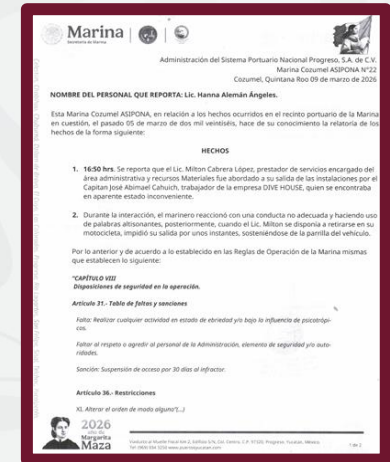 Marina
Secretaría de Marina
Administración del Sistema Portuario Nacional Progreso, S.A. de C.V.
Marina Cozumel ASIPONA N°22
Cozumel, Quintana Roo 09 de marzo de 2026
NOMBRE DEL PERSONAL QUE REPORTA: Lic. Hanna Alemán Ángeles.
Esta Marina Cozumel ASIPONA, en relación a los hechos ocurridos en el recinto portuario de la Marina
en cuestión, el pasado 05 de marzo de dos mil veintiséis, hace de su conocimiento la relatoria de los
hechos de la forma siguiente:
HECHOS
1. 16:50 hrs. Se reporta que el Lic. Milton Cabrera López, prestador de servicios encargado del
área administrativa y recursos Materiales fue abordado a su salida de las instalaciones por el
Capitan José Abimael Cahuich, trabajador de la empresa DIVE HOUSE, quien se encontraba
en aparente estado inconveniente.
2. Durante la interacción, el marinero reaccionó con una conducta no adecuada y haciendo uso
de palabras altisonantes, posteriormente, cuando el Lic. Milton se disponía a retirarse en su
motocicleta, impidió su salida por unos instantes, sosteniéndose de la parrilla del vehículo.
Por lo anterior y de acuerdo a lo establecido en las Reglas de Operación de la Marina mismas
que establecen lo siguiente:
"CAPÍTULO VIII
Disposiciones de seguridad en la operación.
Artículo 31.- Tabla de faltas y sanciones
Falta: Realizar cualquier actividad en estado de ebriedad y/o bajo la influencia de psicotrópi-
cos.
Faltar al respeto o agredir al personal de la Administración, elemento de seguridad y/o auto-
ridades.
Sanción: Suspensión de acceso por 30 días al infractor.
Artículo 36.- Restricciones
XI, Alterar el orden de modo alguno"(...)
2026
año de
Margarita
Maza
1 de 2